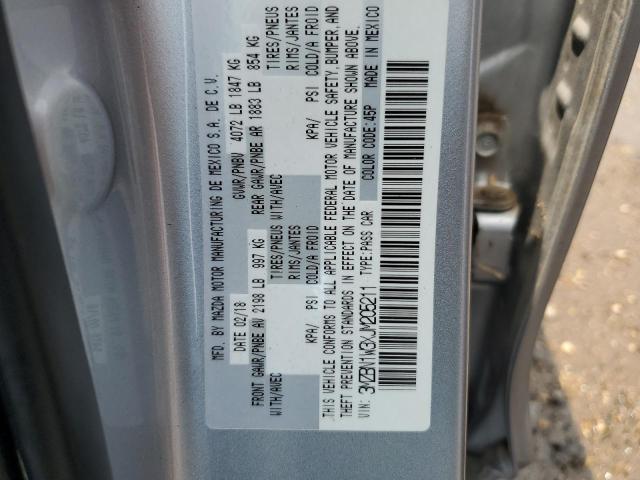 MFD. BY MAZDA MOTOR MANUFACTURING DE MEXICO S.A. DE C.V.
DATE 02/18 GVWR/PNBV 4072 LB 1847 KG
FRONT GAWR/PNBE AV 2198 LB 997 KG REAR GAWR/PNBE AR 1883 LB 854 KG
WITH/AVEC TIRES/PNEUS WITH/AVEC TIRES/PNEUS
RIMS/JANTES RIMS/JANTES
KPA/ PSI COLD/A FROID KPA/ PSI COLD/A FROID
THIS VEHICLE CONFORMS TO ALL APPLICABLE FEDERAL MOTOR VEHICLE SAFETY, BUMPER, AND
THEFT PREVENTION STANDARDS IN EFFECT ON THE DATE OF MANUFACTURE SHOWN ABOVE.
VIN: 3MZBN1W3XJM205211 TYPE:PASS CAR COLOR CODE:45P MADE IN MEXICO